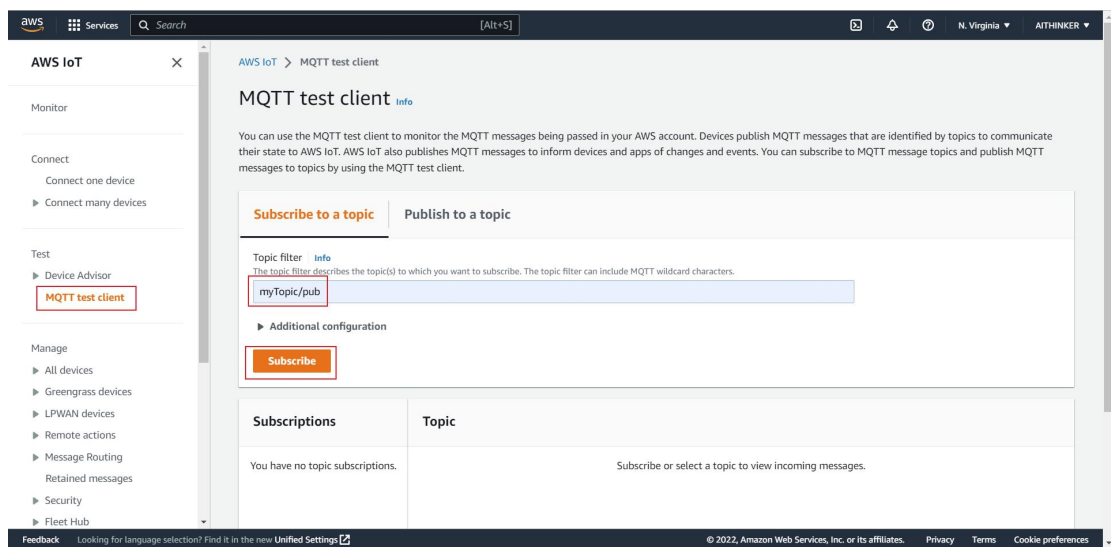 aws
Services
Search
[Alt+S]
N. Virginia
AITHINKER
AWS IoT
Monitor
Connect
Connect one device
Connect many devices
Test
Device Advisor
MQTT test client
Manage
All devices
Greengrass devices
LPWAN devices
Remote actions
Message Routing
Retained messages
Security
Fleet Hub
AWS IoT > MQTT test client
MQTT test client Info
You can use the MQTT test client to monitor the MQTT messages being passed in your AWS account. Devices publish MQTT messages that are identified by topics to communicate
their state to AWS IoT. AWS IoT also publishes MQTT messages to inform devices and apps of changes and events. You can subscribe to MQTT message topics and publish MQTT
messages to topics by using the MQTT test client.
Subscribe to a topic
Publish to a topic
Topic filter Info
The topic filter describes the topic(s) to which you want to subscribe. The topic filter can include MQTT wildcard characters.
myTopic/pub
Additional configuration
Subscribe
Subscriptions
Topic
You have no topic subscriptions.
Subscribe or select a topic to view incoming messages.
Feedback
Looking for language selection? Find it in the new Unified Settings
© 2022, Amazon Web Services, Inc. or its affiliates.
Privacy
Terms
Cookie preferences